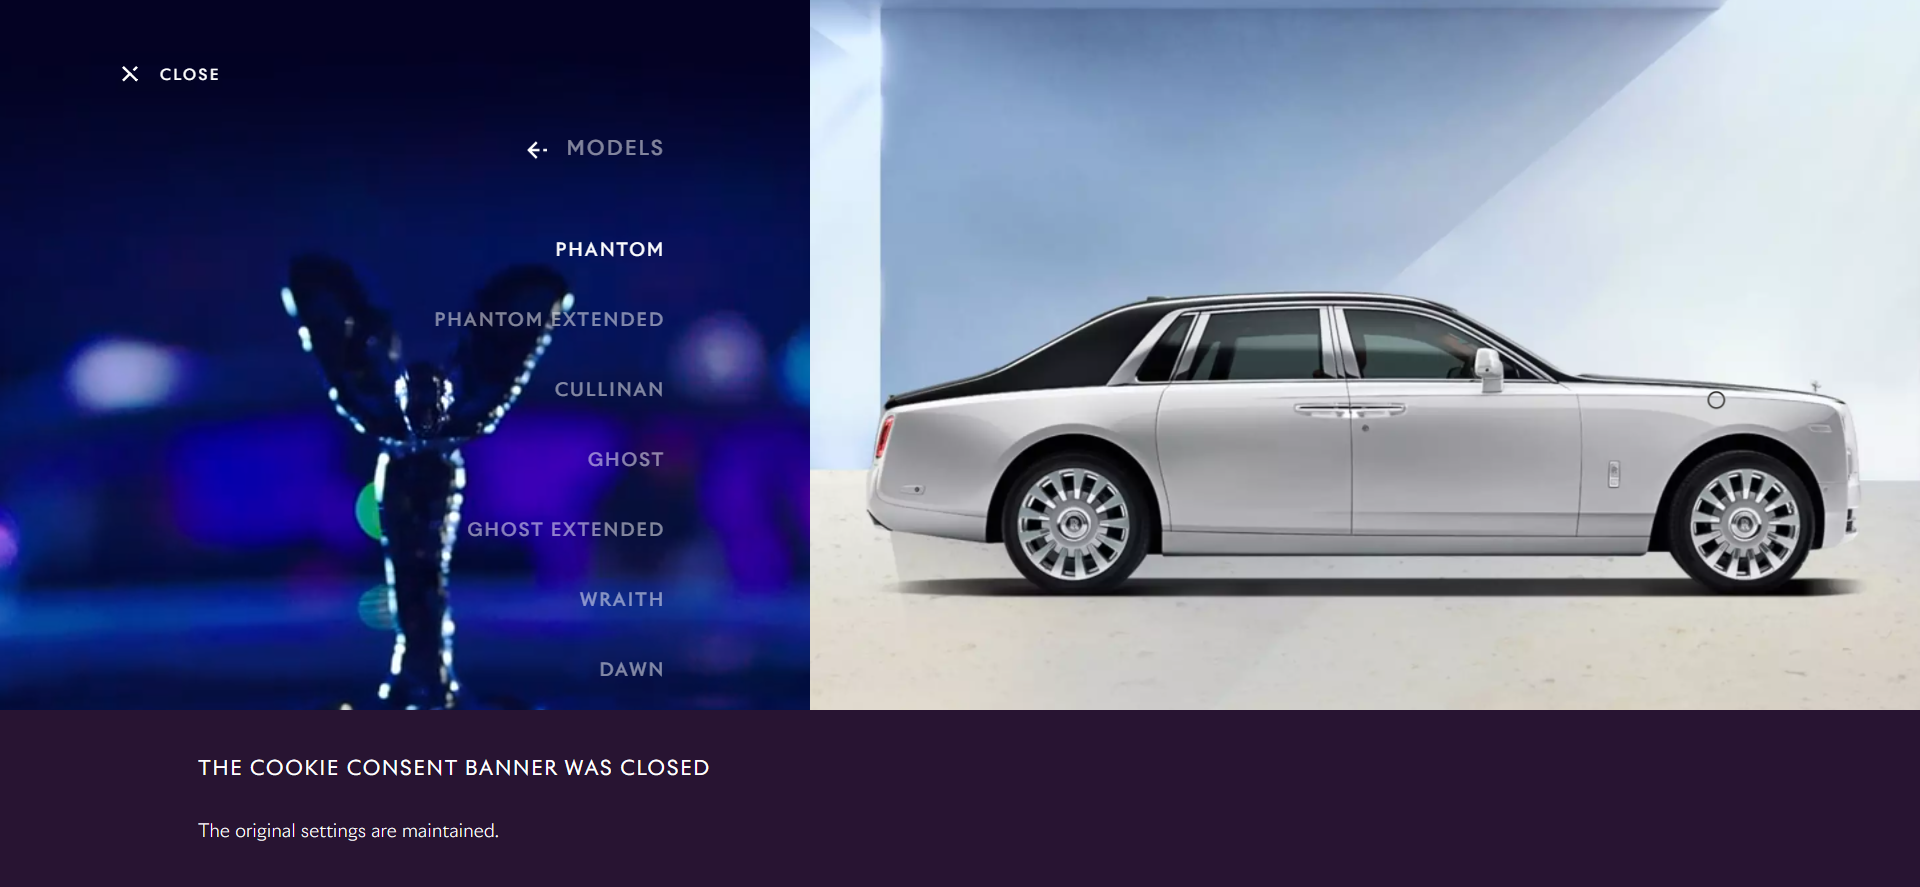 CLOSE
MODELS
PHANTOM
PHANTOM EXTENDED
CULLINAN
GHOST
GHOST EXTENDED
WRAITH
DAWN
THE COOKIE CONSENT BANNER WAS CLOSED
The original settings are maintained.